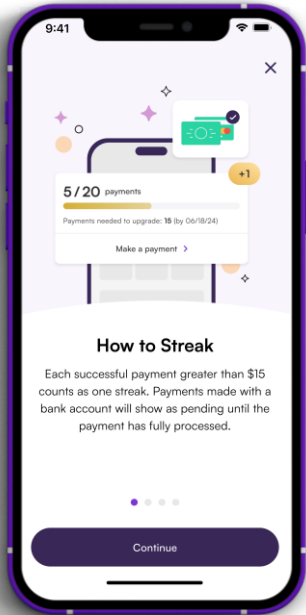 9:41
+1
5 / 20 payments
Payments needed to upgrade: 15 (by 06/18/24)
Make a payment >
How to Streak
Each successful payment greater than $15
counts as one streak. Payments made with a
bank account will show as pending until the
payment has fully processed.
Continue